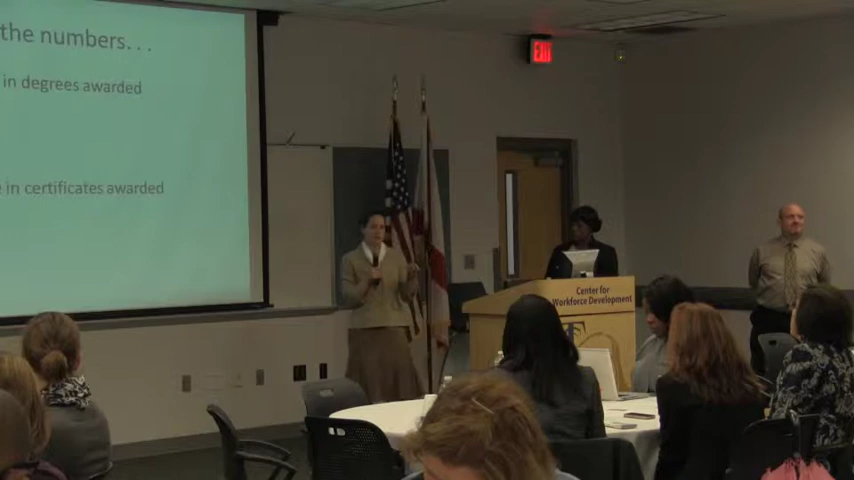 the numbers. . .
in degrees awarded
in certificates awarded
EXIT
Center for
Workforce Development